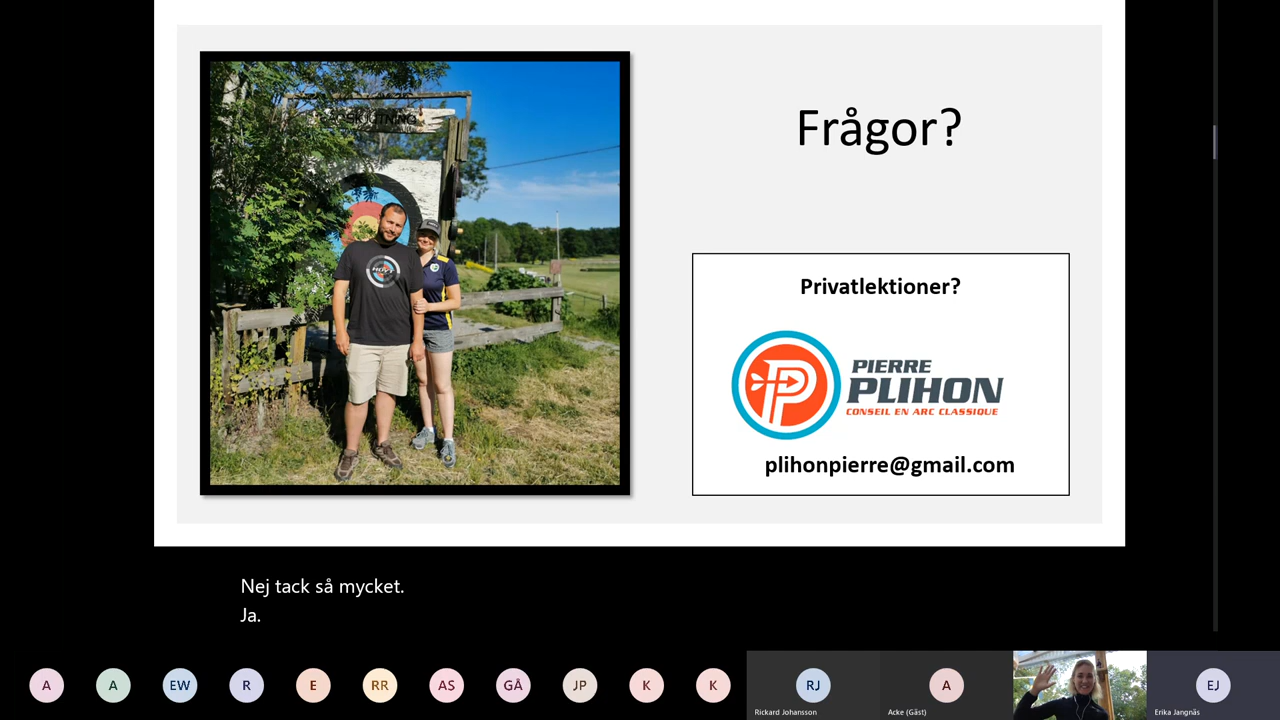 Frågor?
Privatlektioner?
P
PIERRE
PLIHON
CONSEIL EN ARC CLASSIQUE
plihonpierre@gmail.com
HOYT
Nej tack så mycket.
Ja.
A
A
EW
R
E
RR
AS
GÅ
JP
K
K
RJ
Rickard Johansson
A
Acke (Gäst)
EJ
Erika Jangnäs